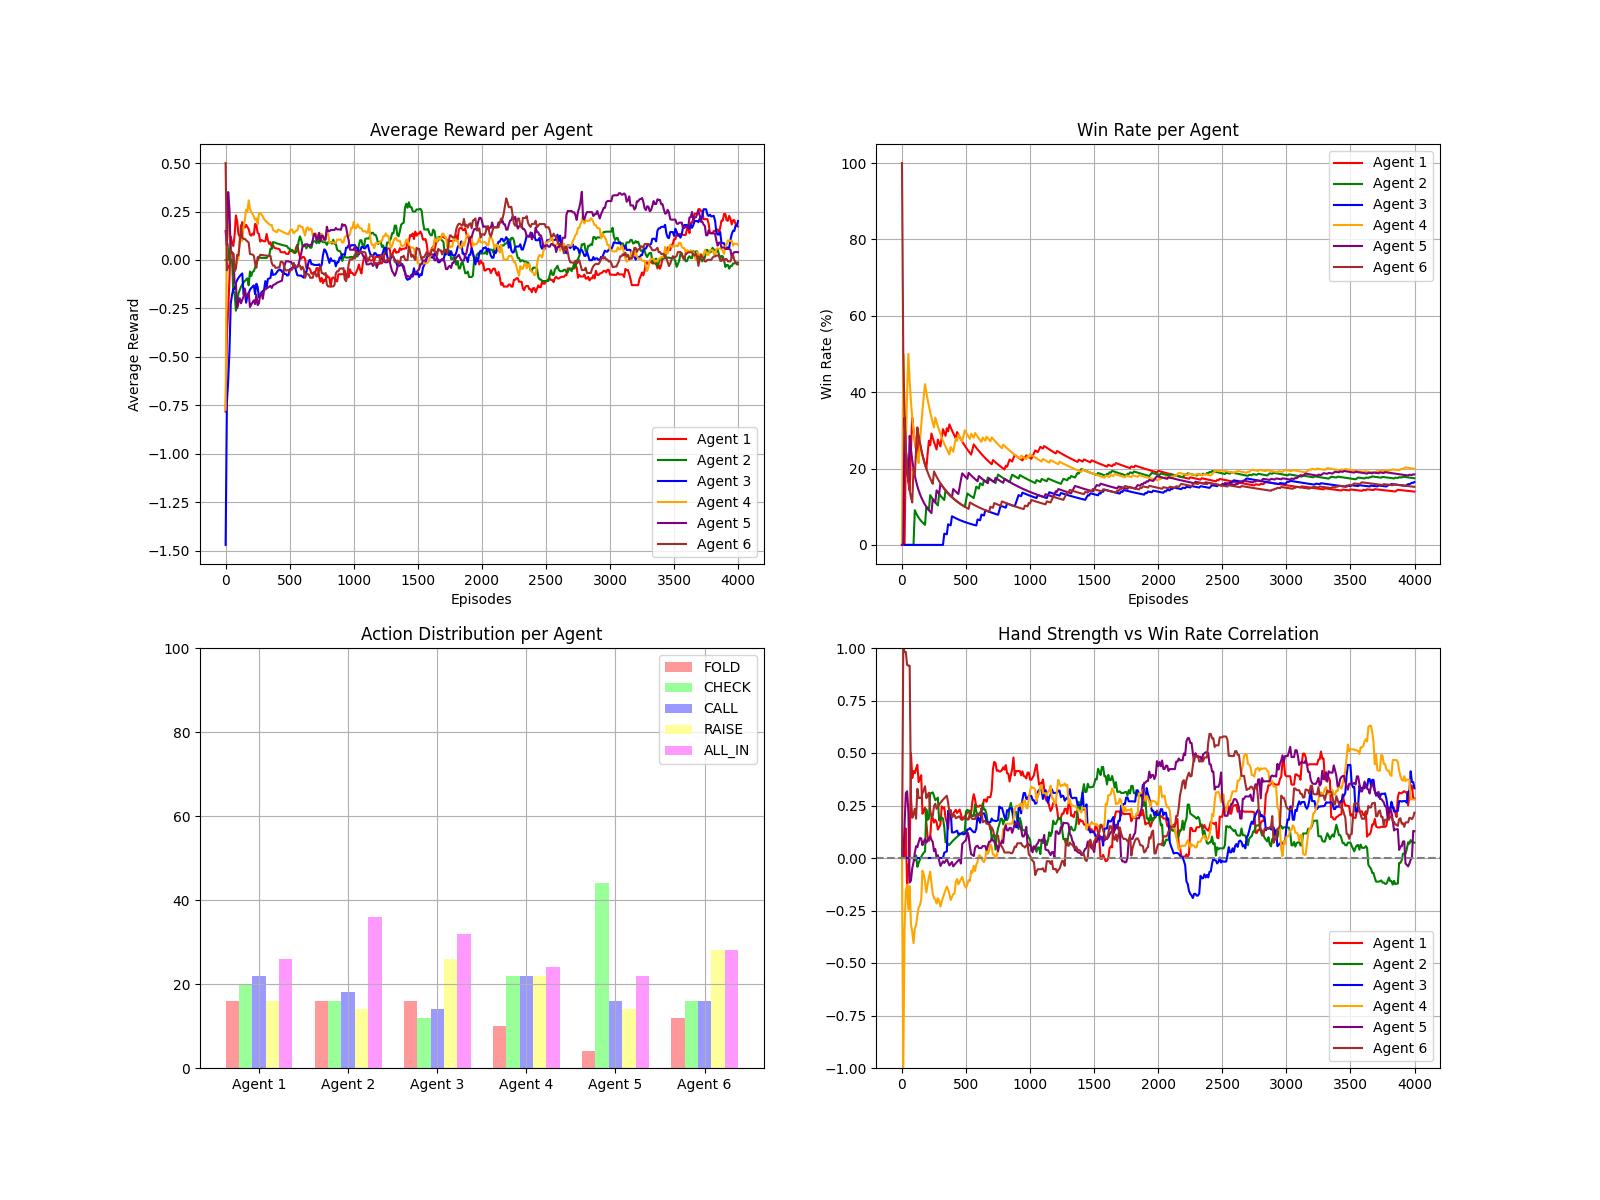 Average Reward per Agent
0.50
0.25
0.00
−0.25
−0.50
−0.75
−1.00
−1.25
−1.50
Average Reward
0 500 1000 1500 2000 2500 3000 3500 4000
Episodes
Agent 1
Agent 2
Agent 3
Agent 4
Agent 5
Agent 6
Win Rate per Agent
100
80
60
40
20
0
Win Rate (%)
0 500 1000 1500 2000 2500 3000 3500 4000
Episodes
Agent 1
Agent 2
Agent 3
Agent 4
Agent 5
Agent 6
Action Distribution per Agent
100
80
60
40
20
0
Agent 1 Agent 2 Agent 3 Agent 4 Agent 5 Agent 6
FOLD
CHECK
CALL
RAISE
ALL_IN
Hand Strength vs Win Rate Correlation
1.00
0.75
0.50
0.25
0.00
−0.25
−0.50
−0.75
−1.00
0 500 1000 1500 2000 2500 3000 3500 4000
Agent 1
Agent 2
Agent 3
Agent 4
Agent 5
Agent 6